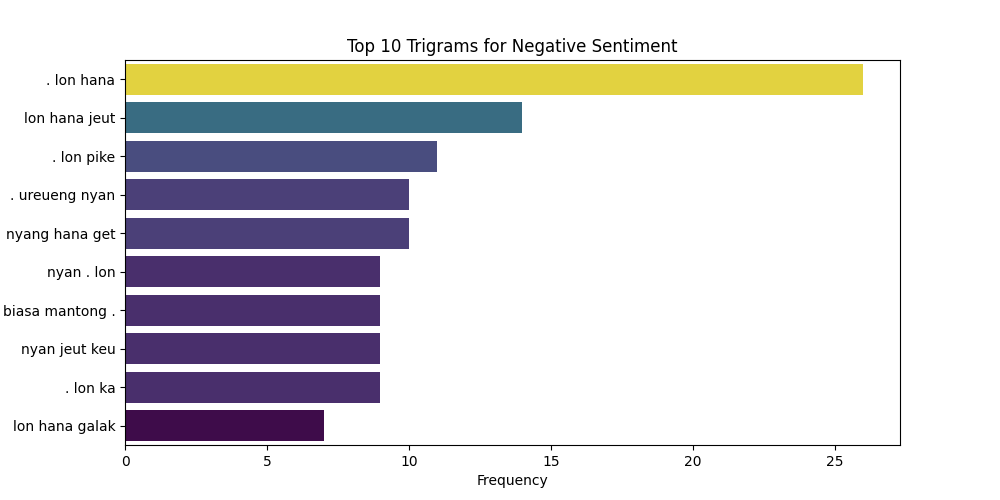 Top 10 Trigrams for Negative Sentiment
. lon hana
lon hana jeut
. lon pike
. ureueng nyan
nyang hana get
nyan . lon
biasa mantong .
nyan jeut keu
. lon ka
lon hana galak
0 5 10 15 20 25
Frequency